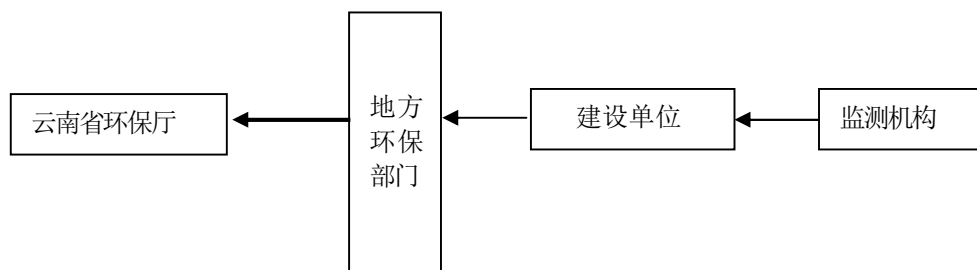 云南省环保厅
地方
环保
部门
建设单位
监测机构